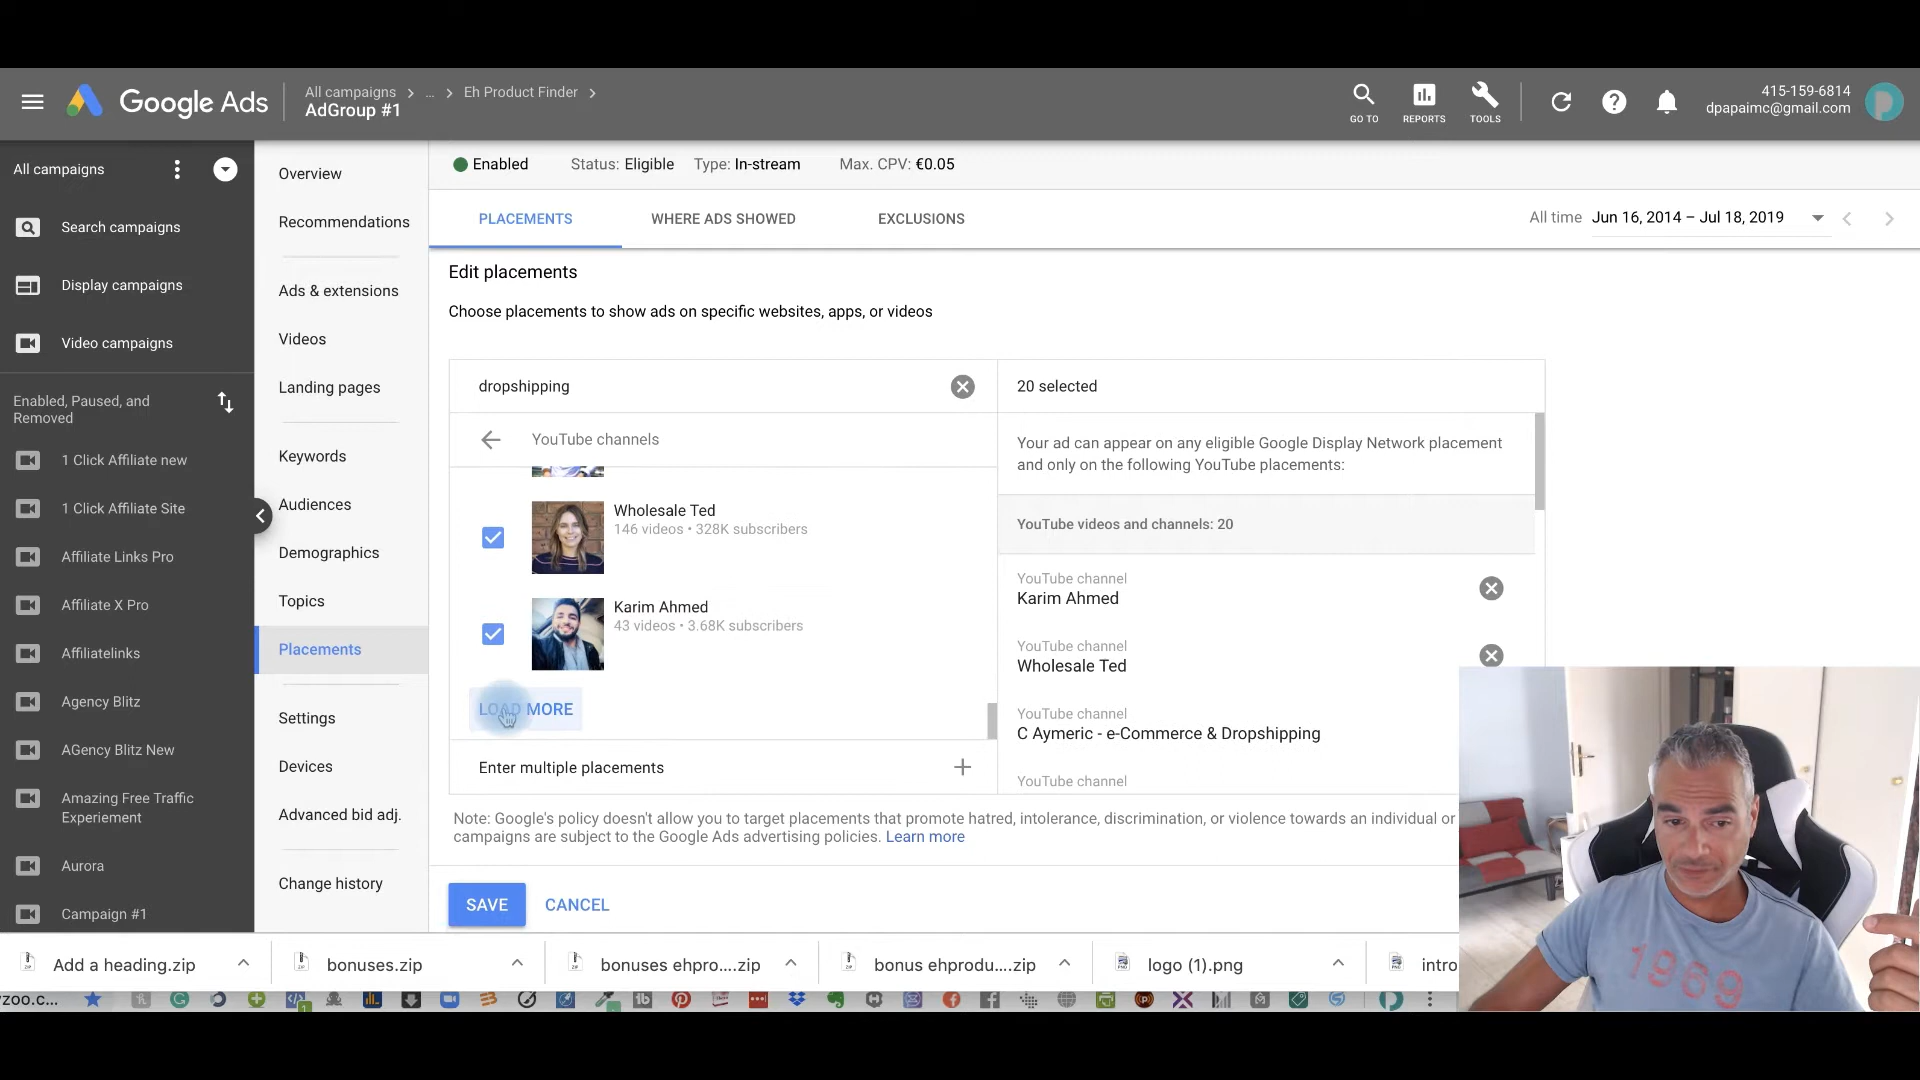 Google Ads
All campaigns > ... > Eh Product Finder >
AdGroup #1
GO TO
REPORTS
TOOLS
415-159-6814
dpapaimc@gmail.com
All campaigns
Search campaigns
Display campaigns
Video campaigns
Enabled, Paused, and
Removed
1 Click Affiliate new
1 Click Affiliate Site
Affiliate Links Pro
Affiliate X Pro
Affiliatelinks
Agency Blitz
AGency Blitz New
Amazing Free Traffic
Experiement
Aurora
Campaign #1
Overview
Recommendations
Ads & extensions
Videos
Landing pages
Keywords
Audiences
Demographics
Topics
Placements
Settings
Devices
Advanced bid adj.
Change history
Enabled
Status: Eligible
Type: In-stream
Max. CPV: €0.05
PLACEMENTS
WHERE ADS SHOWED
EXCLUSIONS
All time Jun 16, 2014 – Jul 18, 2019
Edit placements
Choose placements to show ads on specific websites, apps, or videos
dropshipping
YouTube channels
Wholesale Ted
146 videos • 328K subscribers
Karim Ahmed
43 videos • 3.68K subscribers
LOAD MORE
Enter multiple placements
20 selected
Your ad can appear on any eligible Google Display Network placement
and only on the following YouTube placements:
YouTube videos and channels: 20
YouTube channel
Karim Ahmed
YouTube channel
Wholesale Ted
YouTube channel
C Aymeric - e-Commerce & Dropshipping
YouTube channel
Note: Google's policy doesn't allow you to target placements that promote hatred, intolerance, discrimination, or violence towards an individual or
campaigns are subject to the Google Ads advertising policies. Learn more
SAVE
CANCEL
1969
Add a heading.zip
bonuses.zip
bonuses ehpro....zip
bonus ehprodu....zip
logo (1).png
intro
yzoo.c...